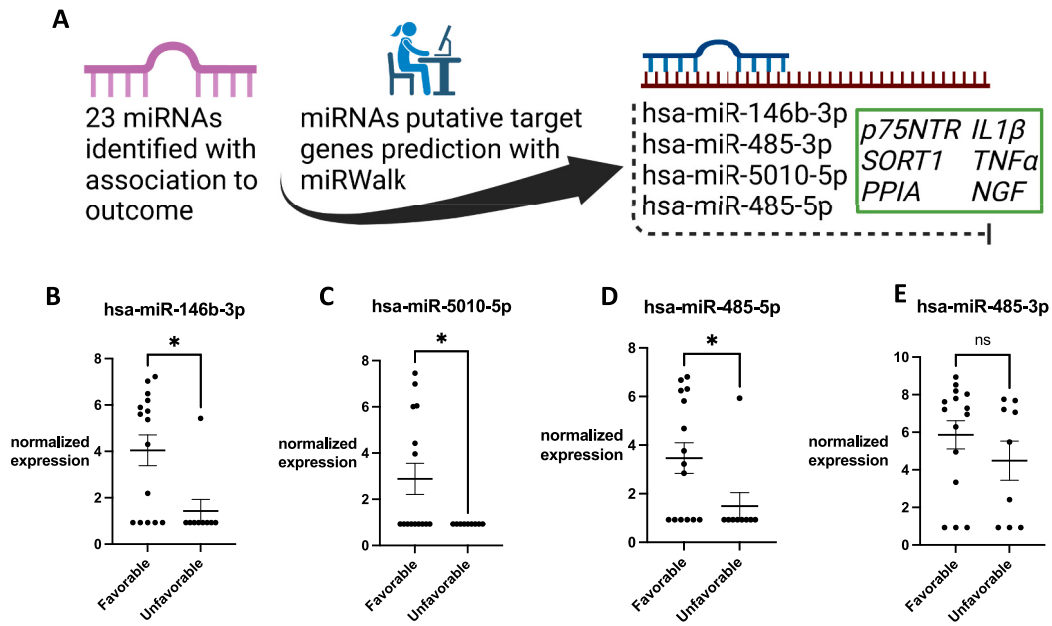 A
23 miRNAs
identified with
association to
outcome
miRNAs putative target
genes prediction with
miRWalk
hsa-miR-146b-3p
hsa-miR-485-3p
hsa-miR-5010-5p
hsa-miR-485-5p
p75NTR IL1β
SORT1 TNFα
PPIA NGF
B
hsa-miR-146b-3p
*
8
6
4
2
0
normalized
expression
Favorable
Unfavorable
C
hsa-miR-5010-5p
*
8
6
4
2
0
normalized
expression
Favorable
Unfavorable
D
hsa-miR-485-5p
*
8
6
4
2
0
normalized
expression
Favorable
Unfavorable
E
hsa-miR-485-3p
ns
10
8
6
4
2
0
normalized
expression
Favorable
Unfavorable